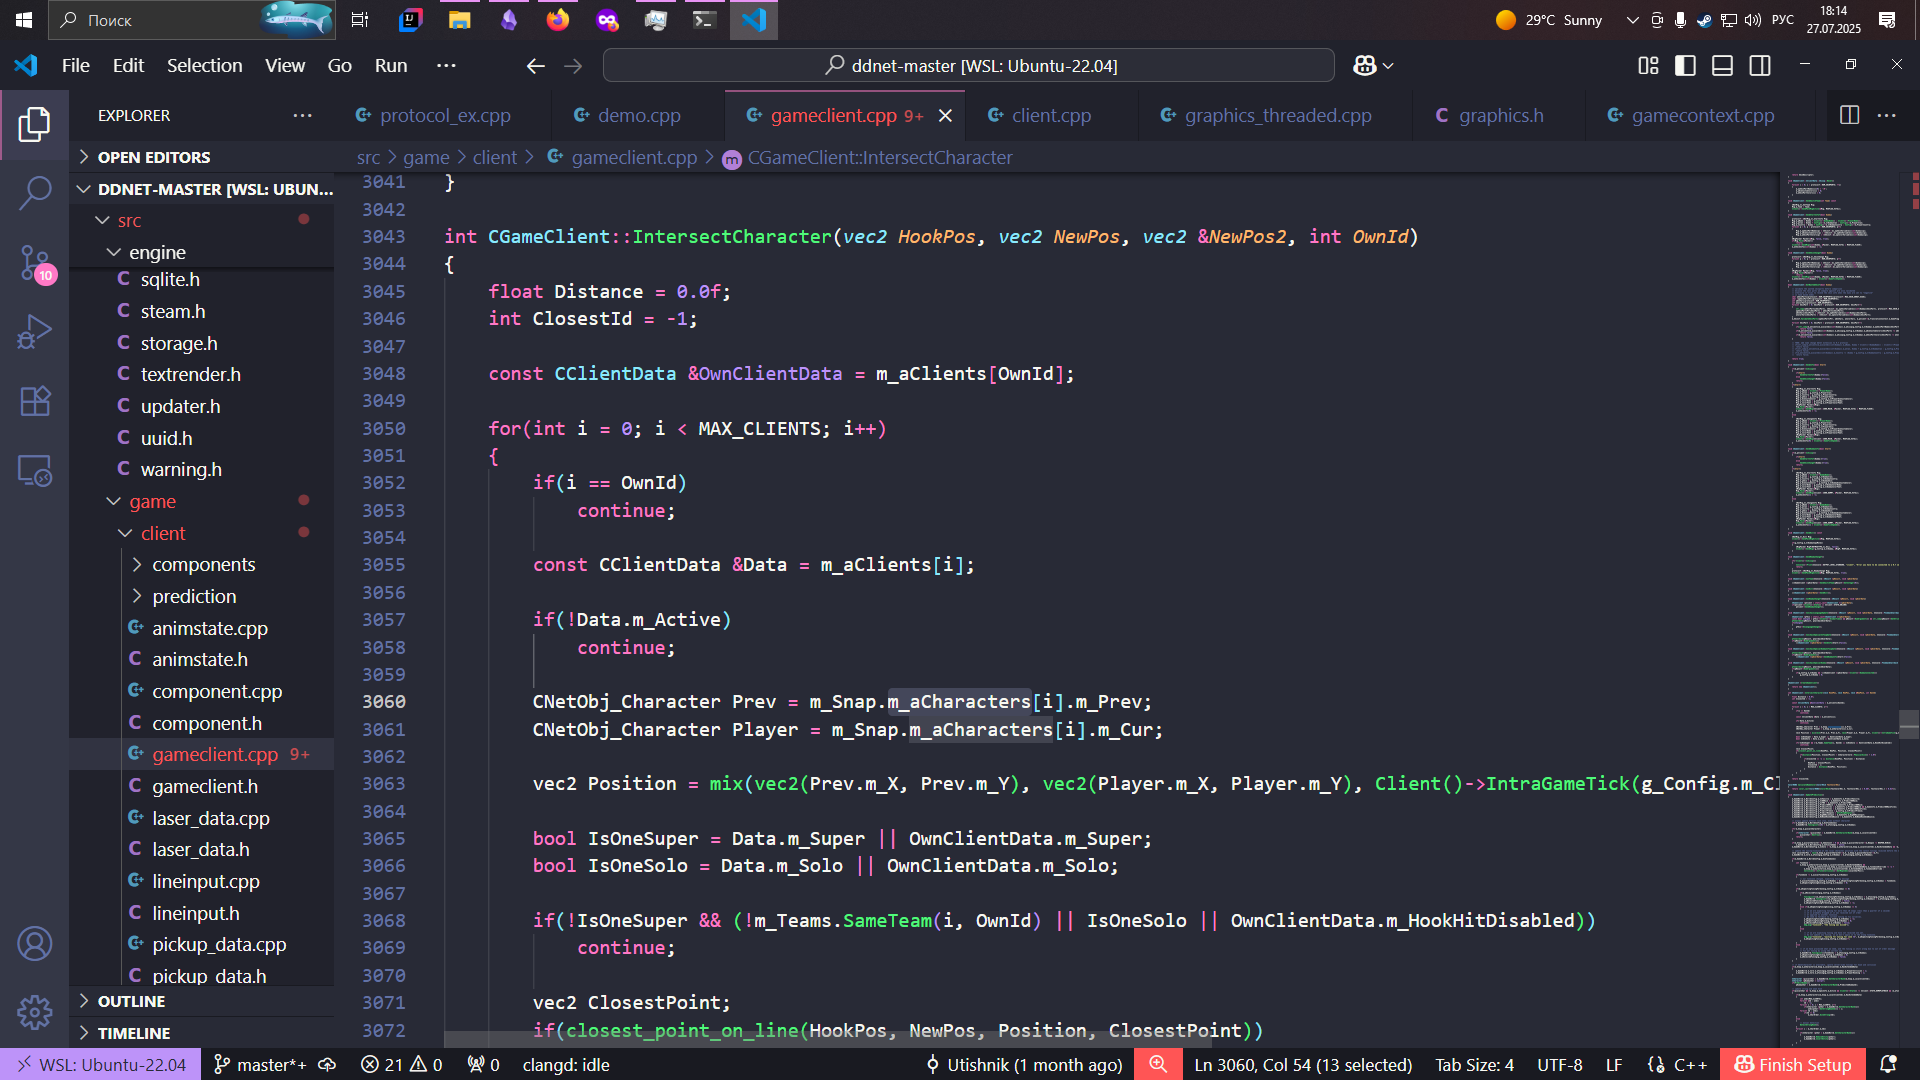 Поиск
29°C Sunny
РУС
18:14
27.07.2025
File Edit Selection View Go Run ···
ddnet-master [WSL: Ubuntu-22.04]
EXPLORER
protocol_ex.cpp
demo.cpp
gameclient.cpp 9+
client.cpp
graphics_threaded.cpp
graphics.h
gamecontext.cpp
src > game > client > gameclient.cpp > CGameClient::IntersectCharacter
OPEN EDITORS
DDNET-MASTER [WSL: UBUN...
src
engine
sqlite.h
steam.h
storage.h
textrender.h
updater.h
uuid.h
warning.h
game
client
components
prediction
animstate.cpp
animstate.h
component.cpp
component.h
gameclient.cpp 9+
gameclient.h
laser_data.cpp
laser_data.h
lineinput.cpp
lineinput.h
pickup_data.cpp
pickup_data.h
OUTLINE
TIMELINE
10
3041 }
3042
3043 int CGameClient::IntersectCharacter(vec2 HookPos, vec2 NewPos, vec2 &NewPos2, int OwnId)
3044 {
3045 float Distance = 0.0f;
3046 int ClosestId = -1;
3047
3048 const CClientData &OwnClientData = m_aClients[OwnId];
3049
3050 for(int i = 0; i < MAX_CLIENTS; i++)
3051 {
3052 if(i == OwnId)
3053 continue;
3054
3055 const CClientData &Data = m_aClients[i];
3056
3057 if(!Data.m_Active)
3058 continue;
3059
3060 CNetObj_Character Prev = m_Snap.m_aCharacters[i].m_Prev;
3061 CNetObj_Character Player = m_Snap.m_aCharacters[i].m_Cur;
3062
3063 vec2 Position = mix(vec2(Prev.m_X, Prev.m_Y), vec2(Player.m_X, Player.m_Y), Client()->IntraGameTick(g_Config.m_Cl
3064
3065 bool IsOneSuper = Data.m_Super || OwnClientData.m_Super;
3066 bool IsOneSolo = Data.m_Solo || OwnClientData.m_Solo;
3067
3068 if(!IsOneSuper && (!m_Teams.SameTeam(i, OwnId) || IsOneSolo || OwnClientData.m_HookHitDisabled))
3069 continue;
3070
3071 vec2 ClosestPoint;
3072 if(closest_point_on_line(HookPos, NewPos, Position, ClosestPoint))
WSL: Ubuntu-22.04 master*+ 21 0 0 clangd: idle Utishnik (1 month ago) Ln 3060, Col 54 (13 selected) Tab Size: 4 UTF-8 LF C++ Finish Setup